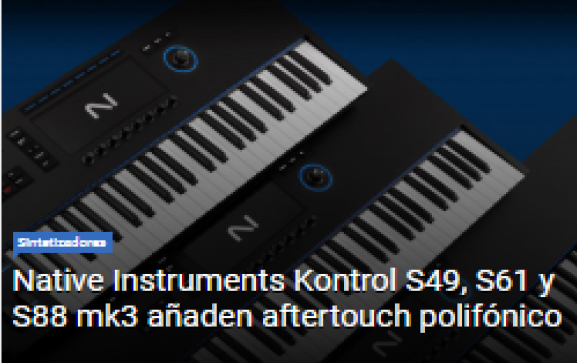 Sintetizadores
Native Instruments Kontrol S49, S61 y
S88 mk3 añaden aftertouch polifónico